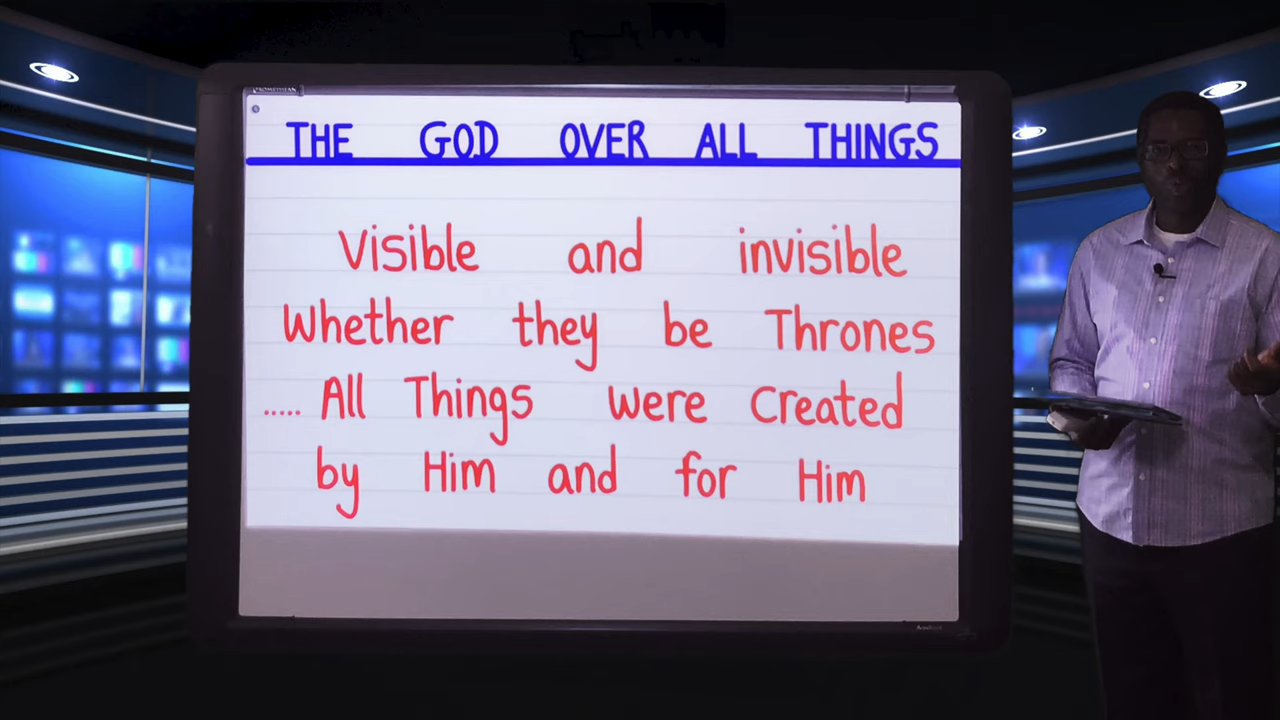 THE GOD OVER ALL THINGS
Visible and invisible
Whether they be Thrones
..... All Things were Created
by Him and for Him